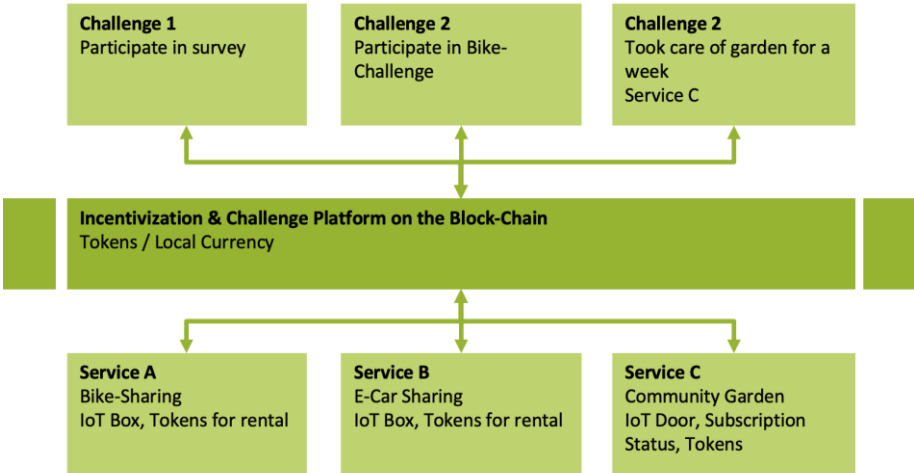 Challenge 1
Participate in survey
Challenge 2
Participate in Bike-
Challenge
Challenge 2
Took care of garden for a
week
Service C
Incentivization & Challenge Platform on the Block-Chain
Tokens / Local Currency
Service A
Bike-Sharing
IoT Box, Tokens for rental
Service B
E-Car Sharing
IoT Box, Tokens for rental
Service C
Community Garden
IoT Door, Subscription
Status, Tokens